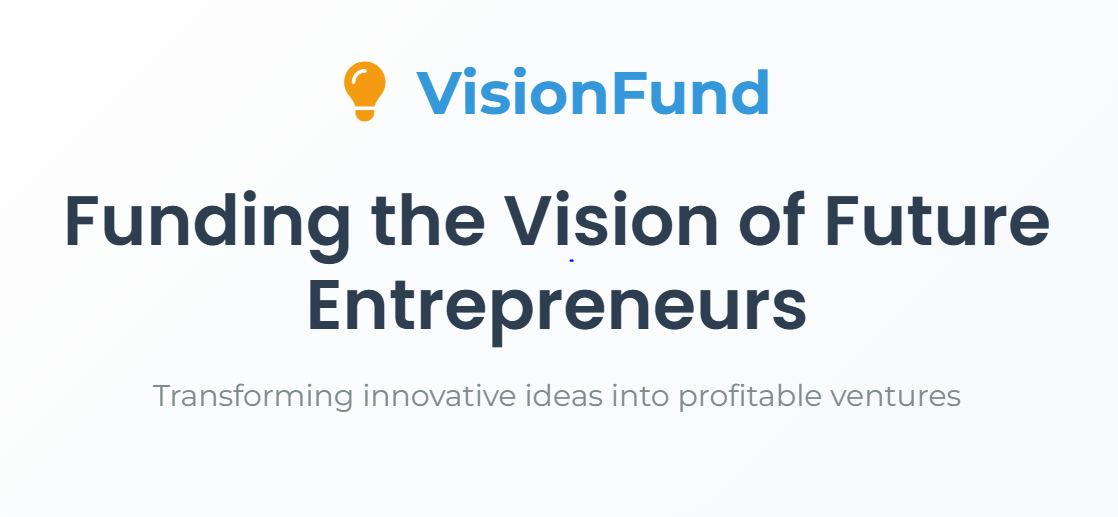 VisionFund
Funding the Vision of Future
Entrepreneurs
Transforming innovative ideas into profitable ventures